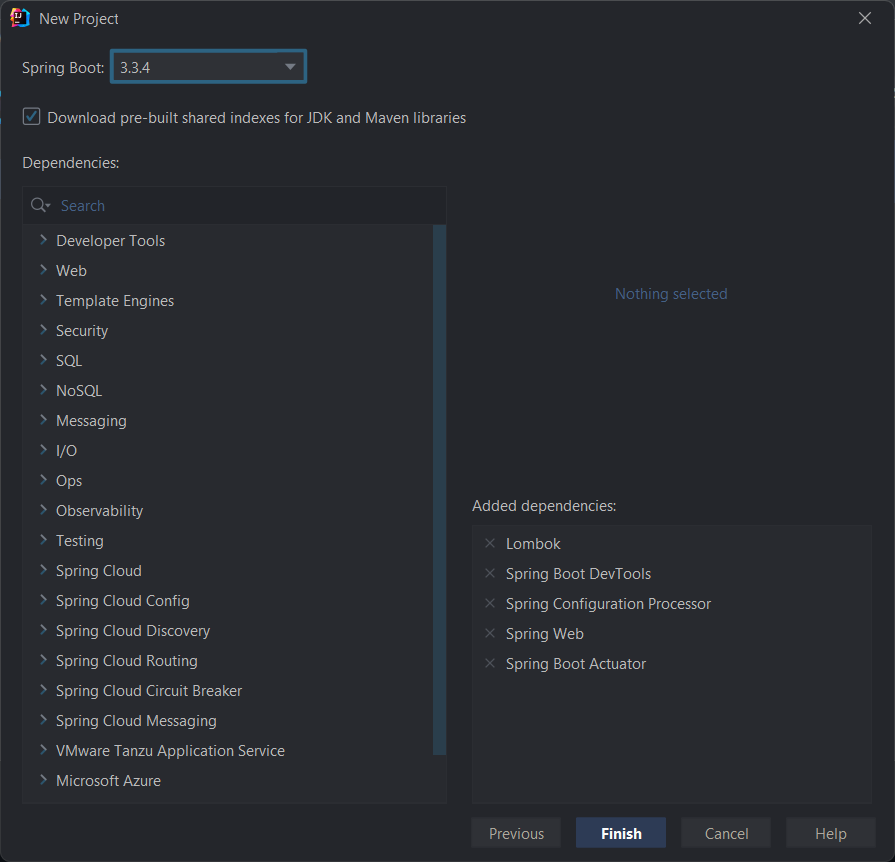 New Project
Spring Boot: 3.3.4
Download pre-built shared indexes for JDK and Maven libraries
Dependencies:
Search
Developer Tools
Web
Template Engines
Security
SQL
NoSQL
Messaging
I/O
Ops
Observability
Testing
Spring Cloud
Spring Cloud Config
Spring Cloud Discovery
Spring Cloud Routing
Spring Cloud Circuit Breaker
Spring Cloud Messaging
VMware Tanzu Application Service
Microsoft Azure
Nothing selected
Added dependencies:
Lombok
Spring Boot DevTools
Spring Configuration Processor
Spring Web
Spring Boot Actuator
Previous Finish Cancel Help